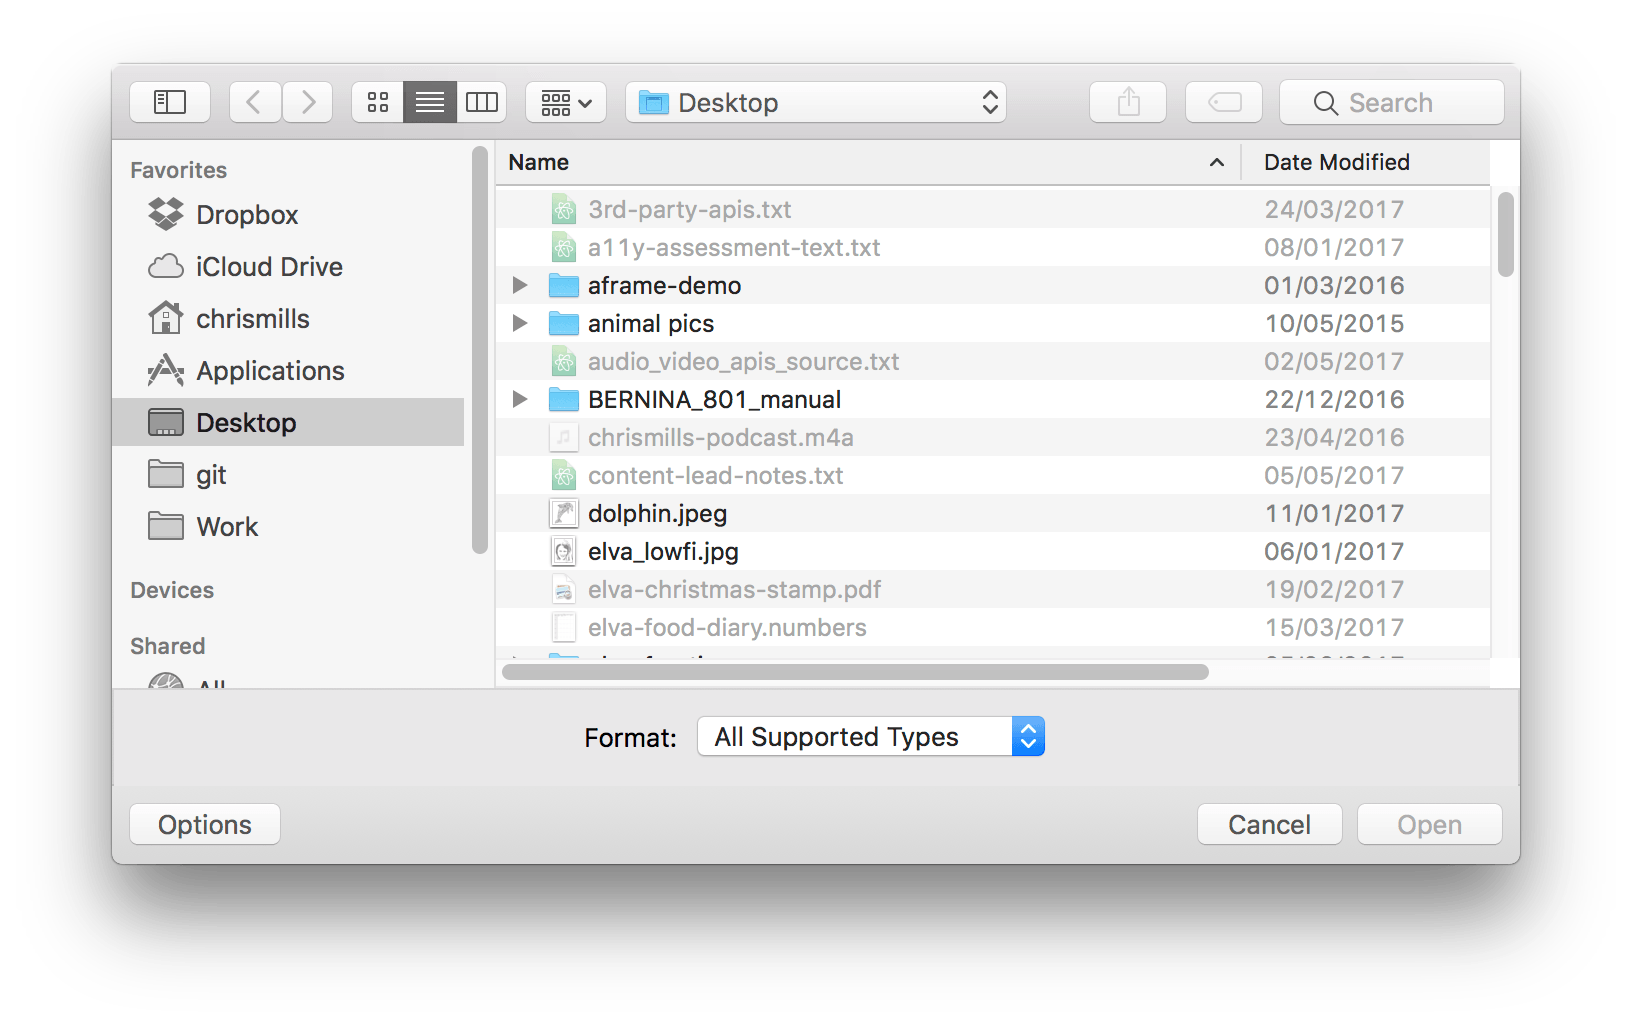 Desktop
Search
Favorites
Dropbox
iCloud Drive
chrismills
Applications
Desktop
git
Work
Devices
Shared
All
Name Date Modified
3rd-party-apis.txt 24/03/2017
a11y-assessment-text.txt 08/01/2017
aframe-demo 01/03/2016
animal pics 10/05/2015
audio_video_apis_source.txt 02/05/2017
BERNINA_801_manual 22/12/2016
chrismills-podcast.m4a 23/04/2016
content-lead-notes.txt 05/05/2017
dolphin.jpeg 11/01/2017
elva_lowfi.jpg 06/01/2017
elva-christmas-stamp.pdf 19/02/2017
elva-food-diary.numbers 15/03/2017
Format: All Supported Types
Options
Cancel
Open